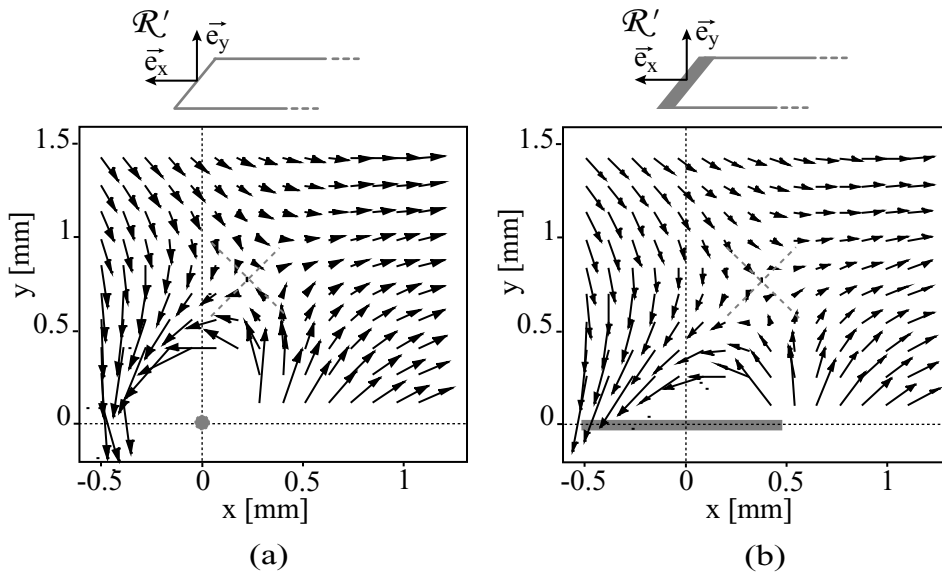 ℛ′ ℛ′
e⃗y e⃗y
e⃗x e⃗x
1.5 1.5
1 1
y [mm] y [mm]
0.5 0.5
0 0
-0.5 0 0.5 1 -0.5 0 0.5 1
x [mm] x [mm]
(a) (b)